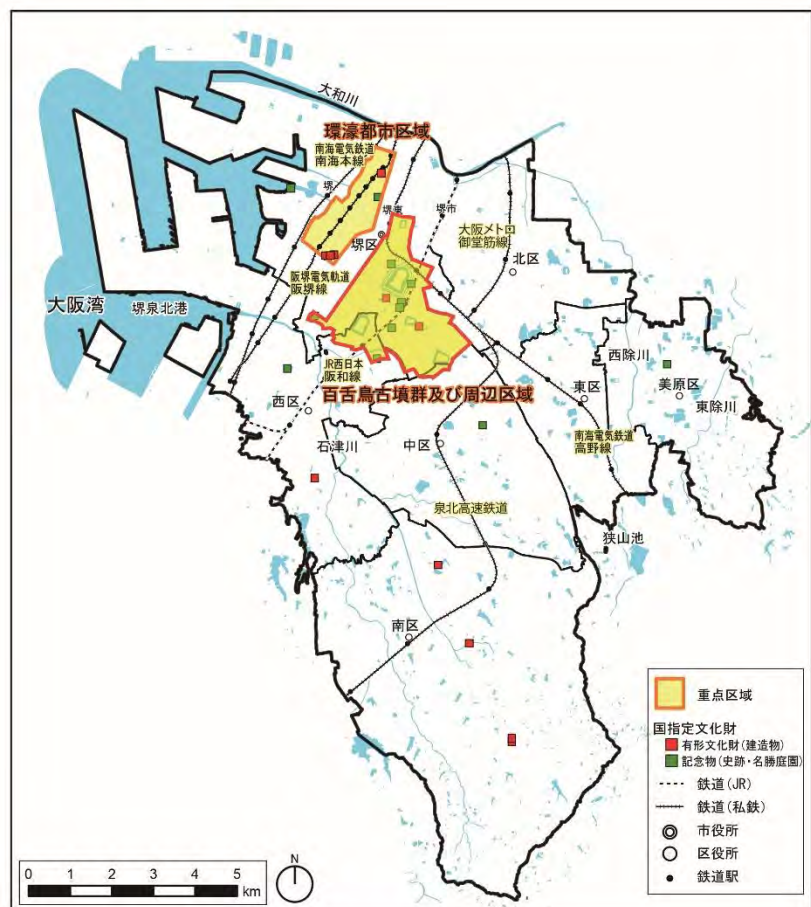 大和川
環濠都市区域
南海電気鉄道
南海本線
堺
堺東
堺市
堺区
大阪メトロ
御堂筋線
北区
阪堺電気軌道
阪堺線
大阪湾
堺泉北港
JR西日本
阪和線
百舌鳥古墳群及び周辺区域
西除川
美原区
東除川
東区
西区
中区
石津川
南海電気鉄道
高野線
泉北高速鉄道
狭山池
南区
重点区域
国指定文化財
有形文化財(建造物)
記念物(史跡・名勝庭園)
鉄道(JR)
鉄道(私鉄)
市役所
区役所
鉄道駅
0 1 2 3 4 5
km
N